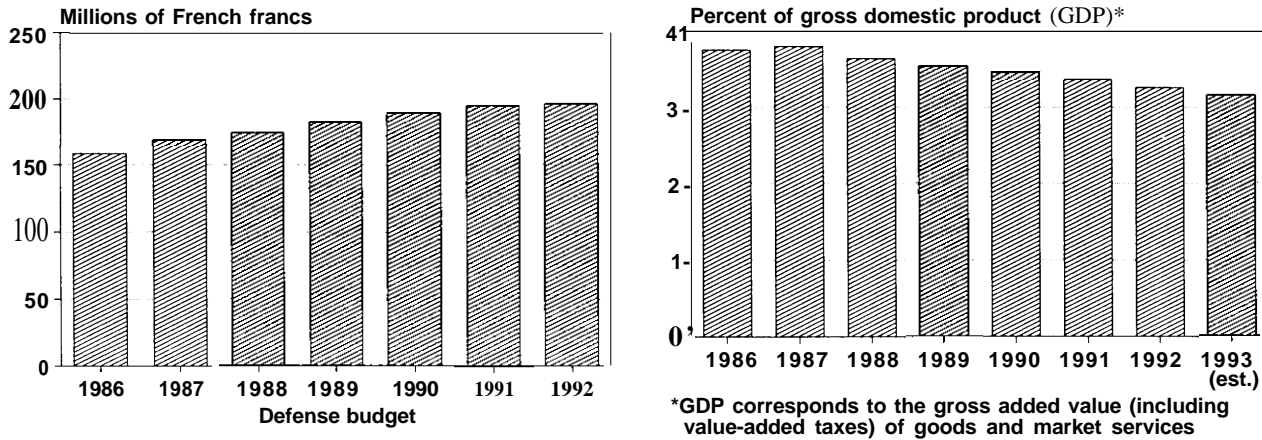 Millions of French francs
250
200
150
100
50
0
1986 1987 1988 1989 1990 1991 1992
Defense budget
Percent of gross domestic product (GDP)*
41
3 -
2 -
1 -
0’
1986 1987 1988 1989 1990 1991 1992 1993
(est.)
*GDP corresponds to the gross added value (including
value-added taxes) of goods and market services